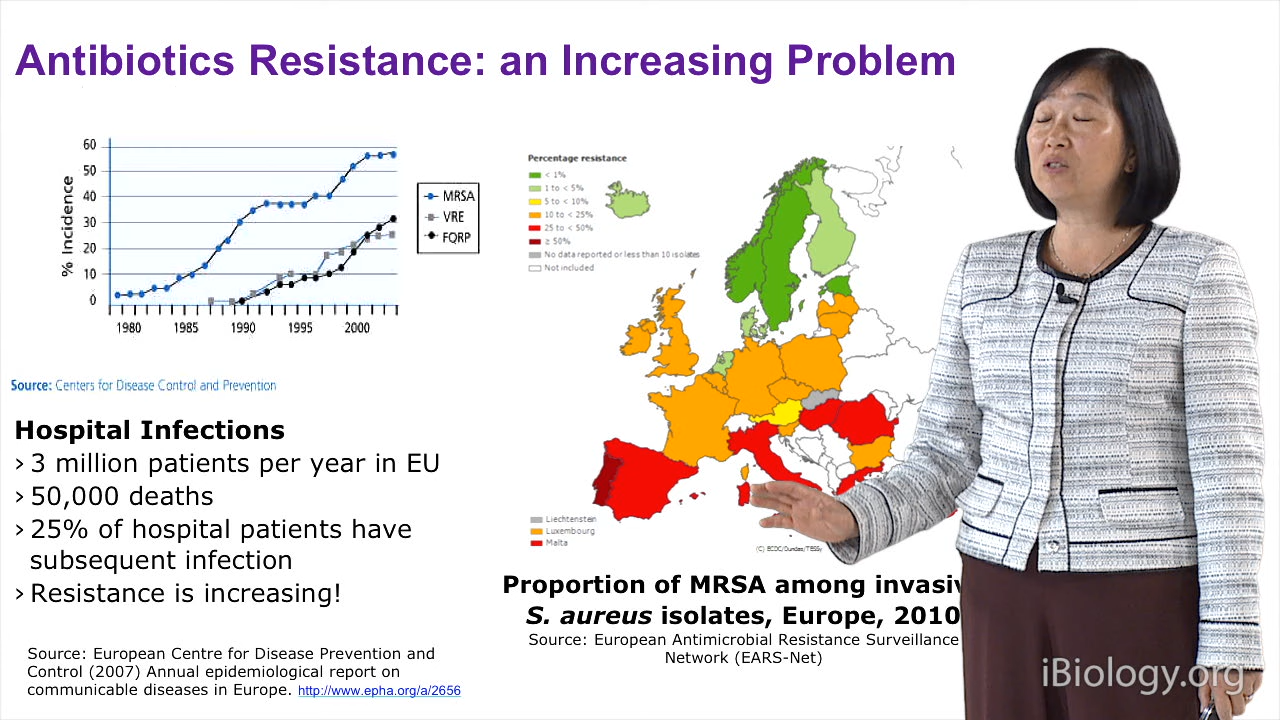 Antibiotics Resistance: an Increasing Problem
60
50
40
30
20
10
0
% Incidence
1980 1985 1990 1995 2000
MRSA
VRE
FQRP
Source: Centers for Disease Control and Prevention
Hospital Infections
› 3 million patients per year in EU
› 50,000 deaths
› 25% of hospital patients have
subsequent infection
› Resistance is increasing!
Source: European Centre for Disease Prevention and
Control (2007) Annual epidemiological report on
communicable diseases in Europe. http://www.epha.org/a/2656
Percentage resistance
< 1%
1 to < 5%
5 to < 10%
10 to < 25%
25 to < 50%
≥ 50%
No data reported or less than 10 isolates
Not included
Liechtenstein
Luxembourg
Malta
(C) ECDC/Dundas/TESSy
Proportion of MRSA among invasiv
S. aureus isolates, Europe, 2010
Source: European Antimicrobial Resistance Surveillance
Network (EARS-Net)
iBiology.org